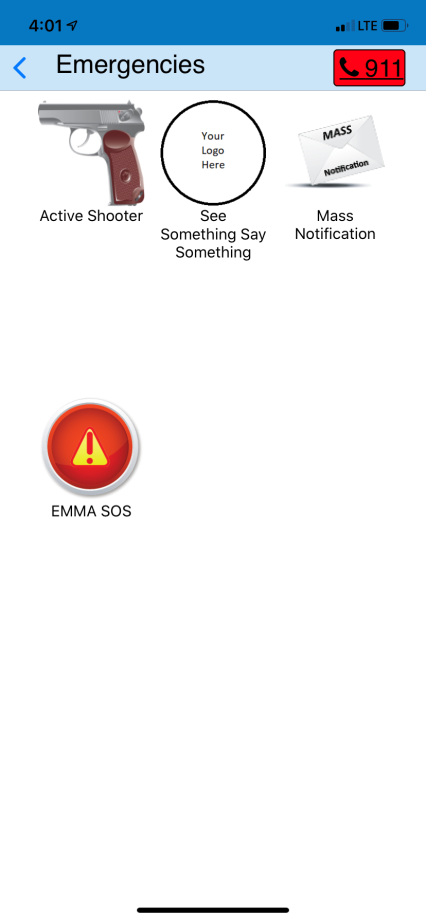 4:01
LTE
Emergencies
911
Your
Logo
Here
MASS
Notification
Active Shooter
See
Something Say
Something
Mass
Notification
EMMA SOS